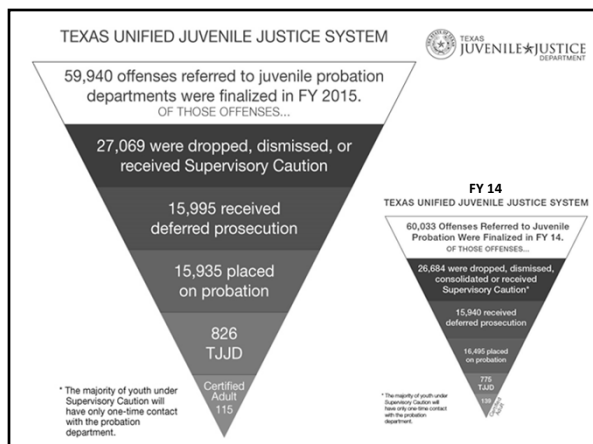 TEXAS UNIFIED JUVENILE JUSTICE SYSTEM
TEXAS
JUVENILE★JUSTICE
DEPARTMENT
59,940 offenses referred to juvenile probation
departments were finalized in FY 2015.
OF THOSE OFFENSES...
27,069 were dropped, dismissed, or
received Supervisory Caution
15,995 received
deferred prosecution
15,935 placed
on probation
826
TJJD
Certified
Adult
115
* The majority of youth under
Supervisory Caution will
have only one-time contact
with the probation
department.
FY 14
TEXAS UNIFIED JUVENILE JUSTICE SYSTEM
60,033 Offenses Referred to Juvenile
Probation Were Finalized in FY 14.
OF THOSE OFFENSES...
26,684 were dropped, dismissed,
consolidated or received
Supervisory Caution*
15,940 received
deferred prosecution
16,495 placed
on probation
775
TJJD
139
Certified
Adult
* The majority of youth under
Supervisory Caution will
have only one-time contact
with the probation department.